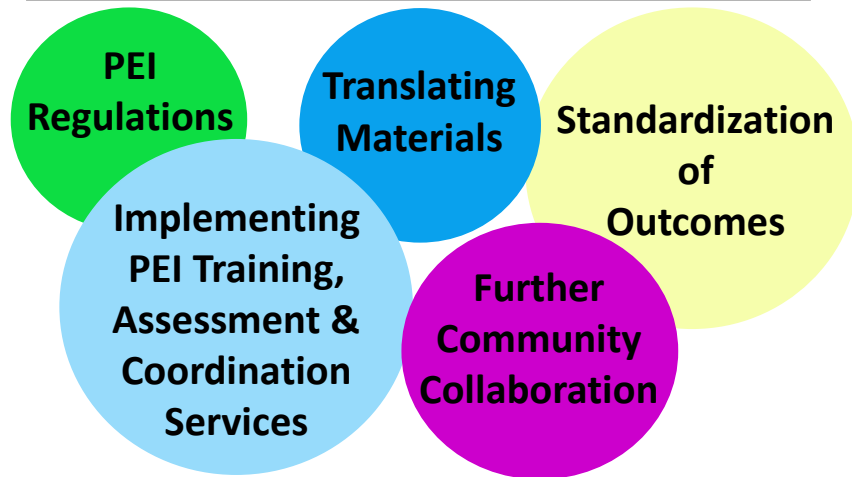 PEI
Regulations
Translating
Materials
Standardization
of
Outcomes
Implementing
PEI Training,
Assessment &
Coordination
Services
Further
Community
Collaboration